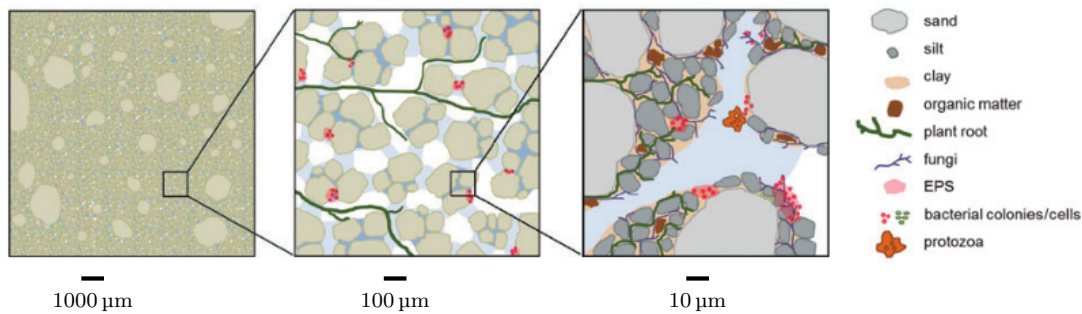 sand
silt
clay
organic matter
plant root
fungi
EPS
bacterial colonies/cells
protozoa
1000 µm
100 µm
10 µm